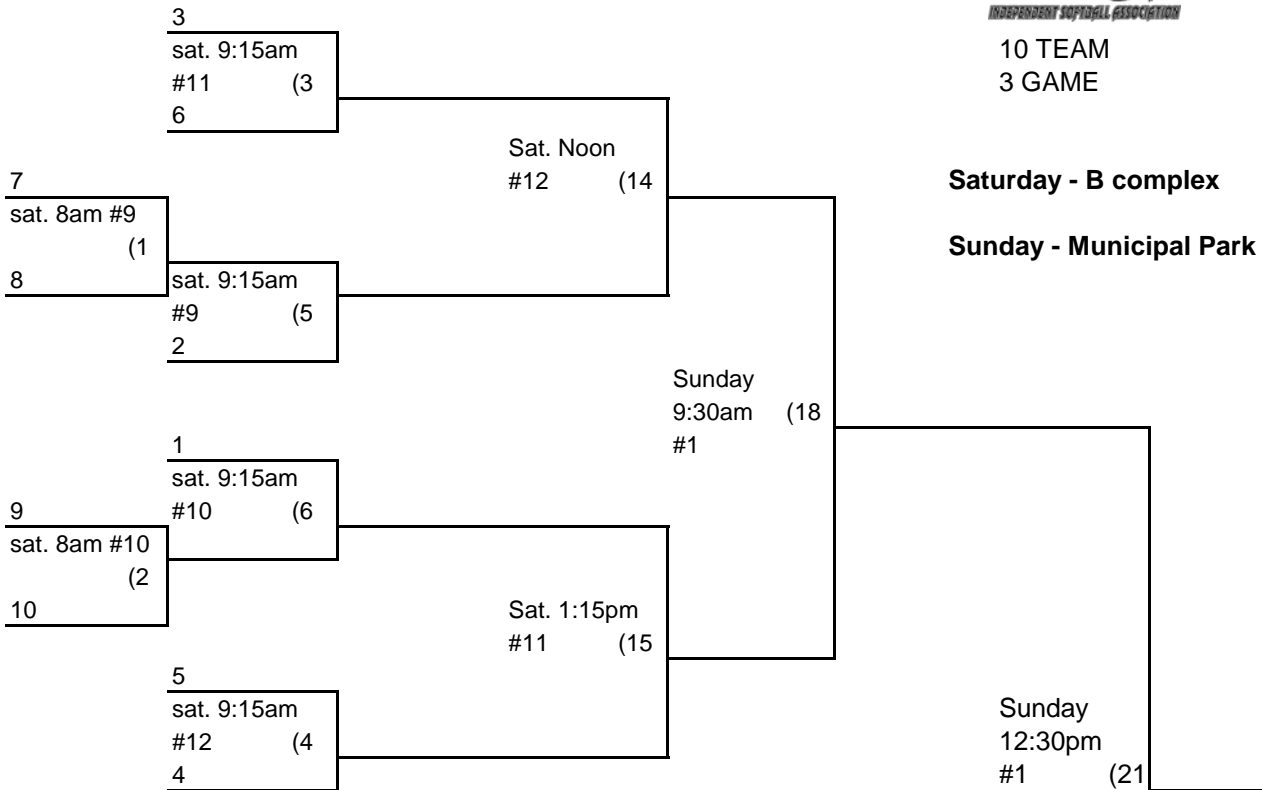 INDEPENDENT SOFTBALL ASSOCIATION
10 TEAM
3 GAME
Saturday - B complex
Sunday - Municipal Park
3
sat. 9:15am
#11 (3
6
Sat. Noon
#12 (14
7
sat. 8am #9
(1
8
sat. 9:15am
#9 (5
2
Sunday
9:30am (18
#1
1
sat. 9:15am
#10 (6
9
sat. 8am #10
(2
10
Sat. 1:15pm
#11 (15
5
sat. 9:15am
#12 (4
4
Sunday
12:30pm
#1 (21